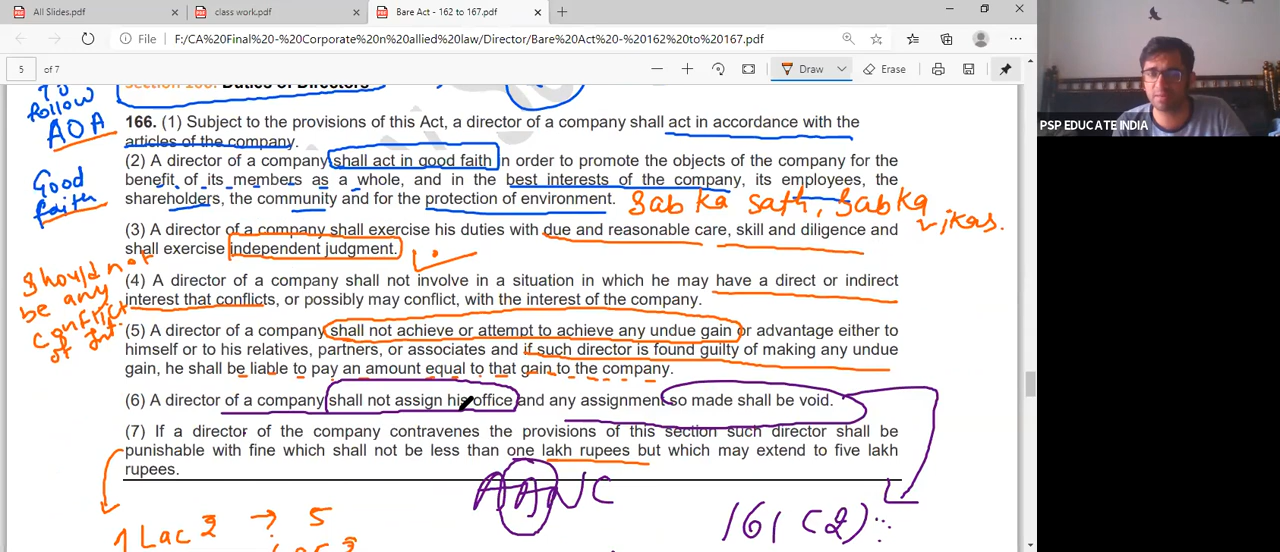 All Slides.pdf
class work.pdf
Bare Act - 162 to 167.pdf
File
F:/CA%20Final%20-%20Corporate%20n%20allied%20law/Director/Bare%20Act%20-%20162%20to%20167.pdf
5 of 7
Draw
Erase
PSP EDUCATE INDIA
To
follow
AOA
Section 166: Duties of Directors
166. (1) Subject to the provisions of this Act, a director of a company shall act in accordance with the
articles of the company.
(2) A director of a company shall act in good faith in order to promote the objects of the company for the
benefit of its members as a whole, and in the best interests of the company, its employees, the
shareholders, the community and for the protection of environment.
Good
faith
Sab ka sath, Sabka
vikas.
(3) A director of a company shall exercise his duties with due and reasonable care, skill and diligence and
shall exercise independent judgment.
(4) A director of a company shall not involve in a situation in which he may have a direct or indirect
interest that conflicts, or possibly may conflict, with the interest of the company.
Should not
be any
conflict
of Int.
(5) A director of a company shall not achieve or attempt to achieve any undue gain or advantage either to
himself or to his relatives, partners, or associates and if such director is found guilty of making any undue
gain, he shall be liable to pay an amount equal to that gain to the company.
(6) A director of a company shall not assign his office and any assignment so made shall be void.
(7) If a director of the company contravenes the provisions of this section such director shall be
punishable with fine which shall not be less than one lakh rupees but which may extend to five lakh
rupees.
AANC
161 (2)
1 Lac → 5